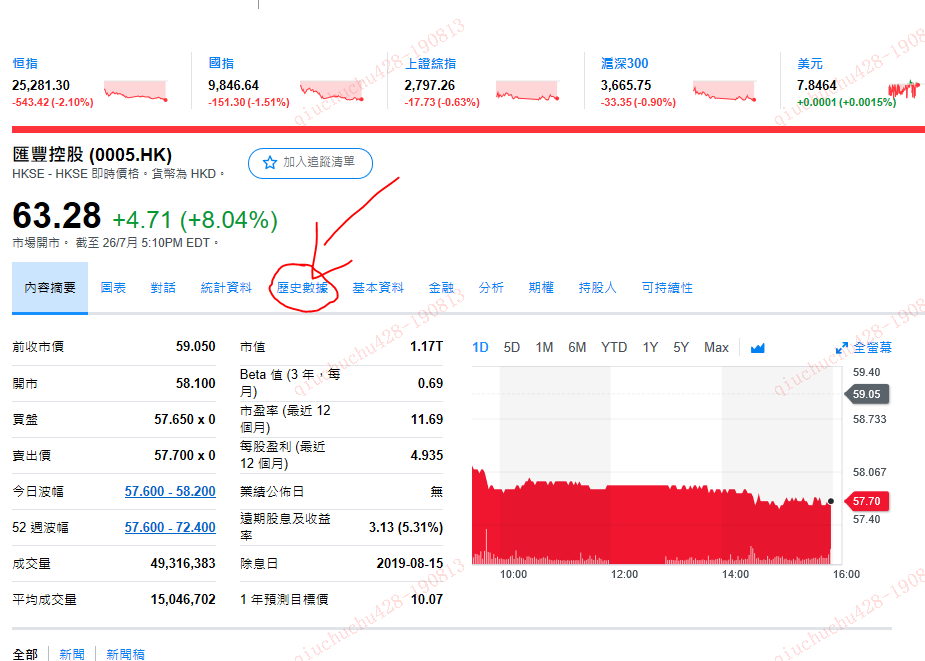 恒指 國指 上證綜指 滬深300 美元
25,281.30 9,846.64 2,797.26 3,665.75 7.8464
-543.42 (-2.10%) -151.30 (-1.51%) -17.73 (-0.63%) -33.35 (-0.90%) +0.0001 (+0.0015%)
匯豐控股 (0005.HK)
加入追蹤清單
HKSE - HKSE 即時價格。貨幣為 HKD。
63.28 +4.71 (+8.04%)
市場開市。 截至 26/7月 5:10PM EDT。
內容摘要 圖表 對話 統計資料 歷史數據 基本資料 金融 分析 期權 持股人 可持續性
前收市價 59.050
開市 58.100
買盤 57.650 x 0
賣出價 57.700 x 0
今日波幅 57.600 - 58.200
52 週波幅 57.600 - 72.400
成交量 49,316,383
平均成交量 15,046,702
市值 1.17T
Beta 值 (3 年,每
月) 0.69
市盈率 (最近 12
個月) 11.69
每股盈利 (最近
12 個月) 4.935
業績公佈日 無
遠期股息及收益
率 3.13 (5.31%)
除息日 2019-08-15
1 年預測目標價 10.07
1D 5D 1M 6M YTD 1Y 5Y Max 全螢幕
59.40
59.05
58.733
58.067
57.70
57.40
10:00 12:00 14:00 16:00
全部 新聞 新聞稿
qiuchuchu428-190813
qiuchuchu428-190813
qiuchuchu428-190813
qiuchuchu428-190813
qiuchuchu428-190813
qiuchuchu428-190813